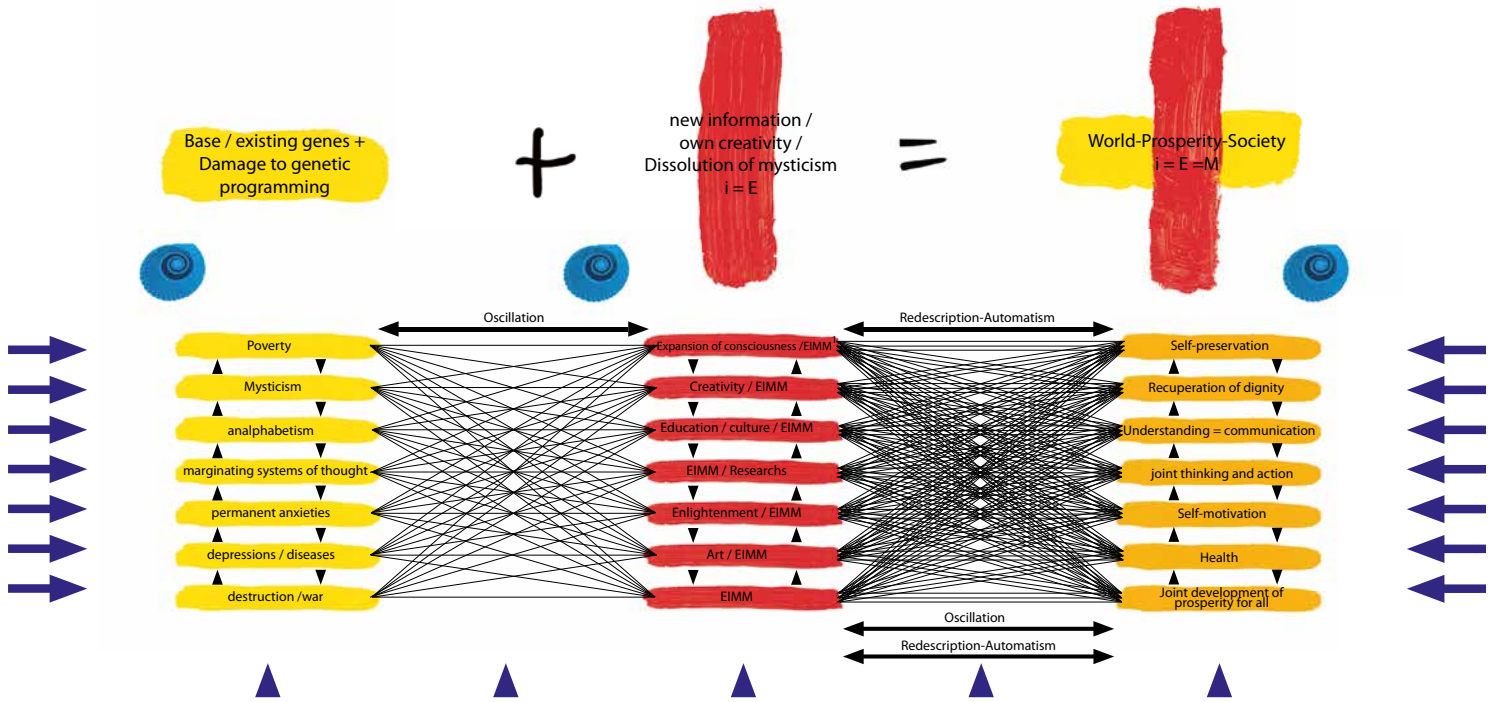 Base / existing genes +
Damage to genetic
programming
+
new information /
own creativity /
Dissolution of mysticism
i = E
=
World-Prosperity-Society
i = E =M
Oscillation
Redescription-Automatism
Poverty
Mysticism
analphabetism
marginating systems of thought
permanent anxieties
depressions / diseases
destruction /war
Expansion of consciousness /EIMM1
Creativity / EIMM
Education / culture / EIMM
EIMM / Researchs
Enlightenment / EIMM
Art / EIMM
EIMM
Self-preservation
Recuperation of dignity
Understanding = communication
joint thinking and action
Self-motivation
Health
Joint development of
prosperity for all
Oscillation
Redescription-Automatism